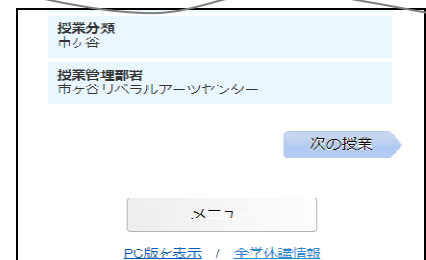 授業分類
市ヶ谷
授業管理部署
市ヶ谷リベラルアーツセンター
次の授業
メニュー
PC版を表示 / 全学休講情報